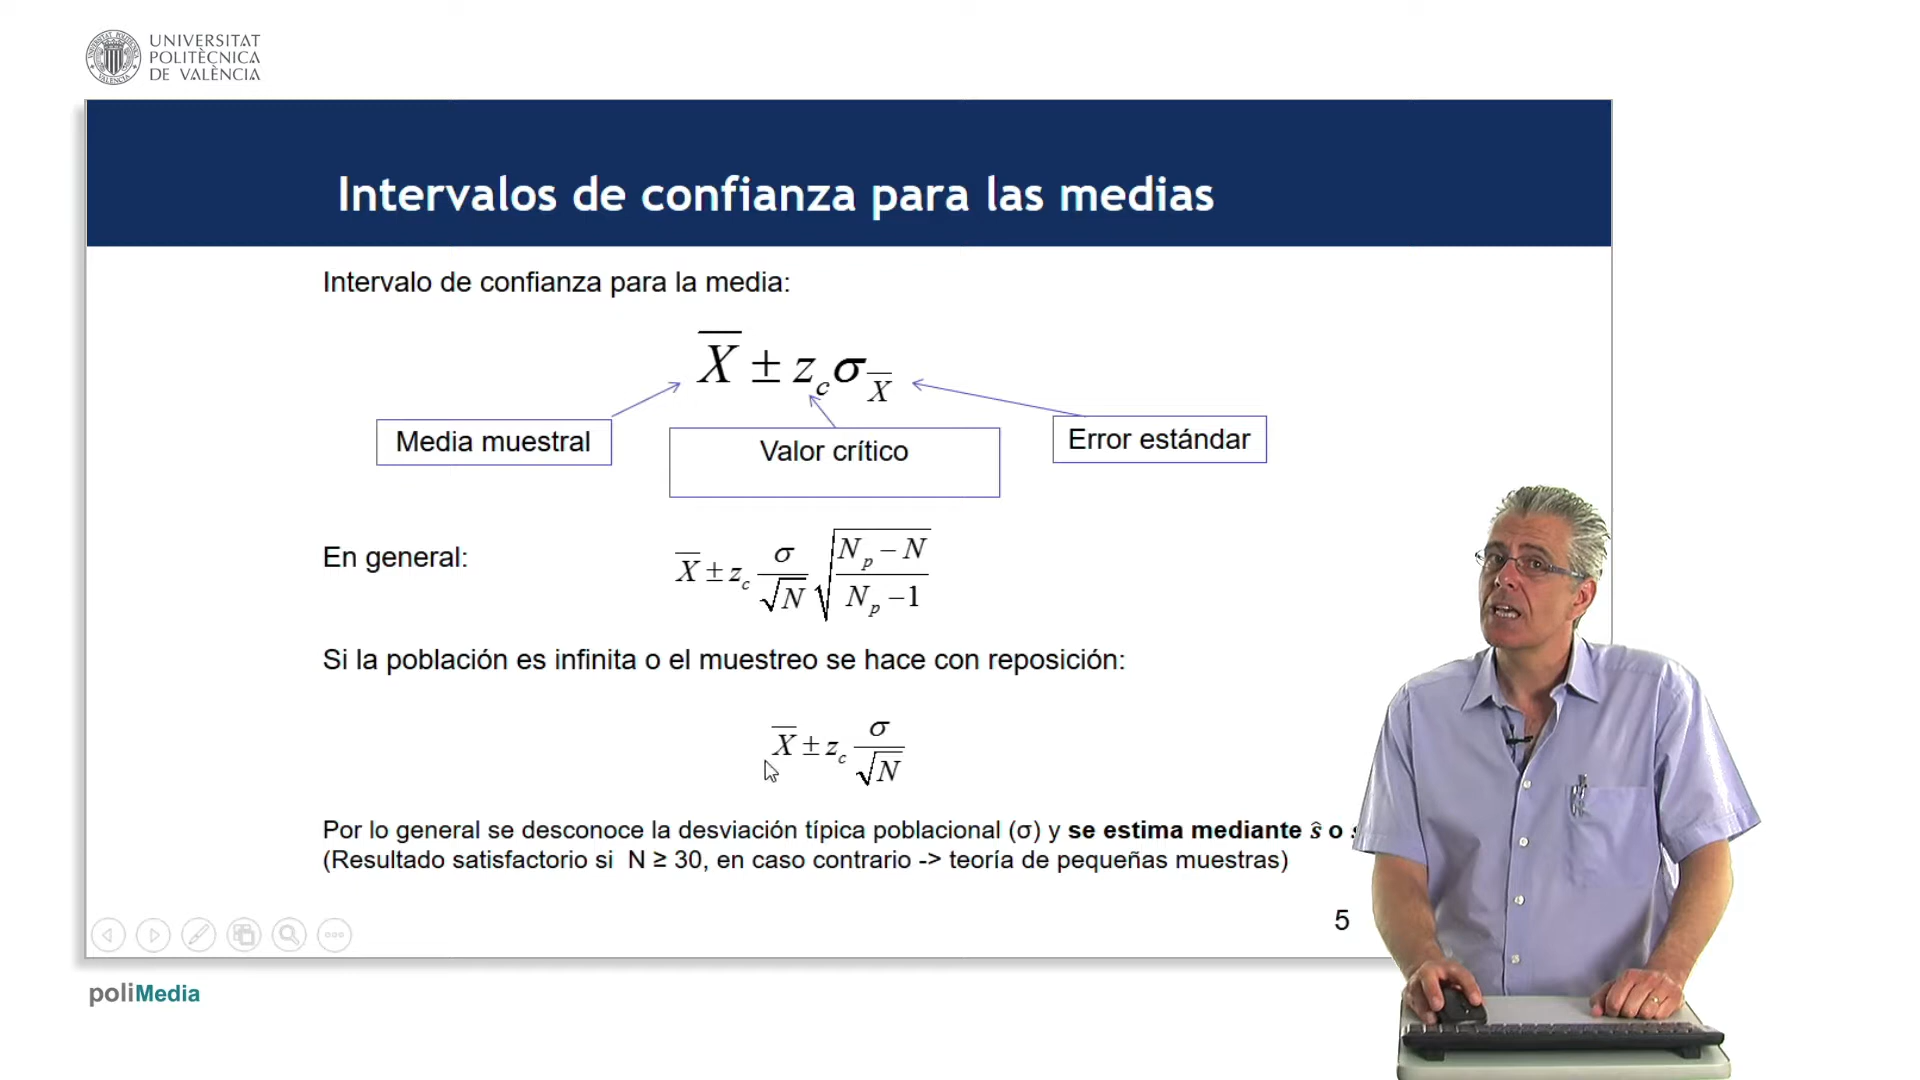 UNIVERSITAT
POLITÈCNICA
DE VALÈNCIA
Intervalos de confianza para las medias
Intervalo de confianza para la media:
X̄ ± z_c σ_X̄
Media muestral
Valor crítico
Error estándar
En general:
X̄ ± z_c σ/√N √((N_p − N)/(N_p − 1))
Si la población es infinita o el muestreo se hace con reposición:
X̄ ± z_c σ/√N
Por lo general se desconoce la desviación típica poblacional (σ) y se estima mediante ŝ o
(Resultado satisfactorio si N ≥ 30, en caso contrario -> teoría de pequeñas muestras)
5
poliMedia